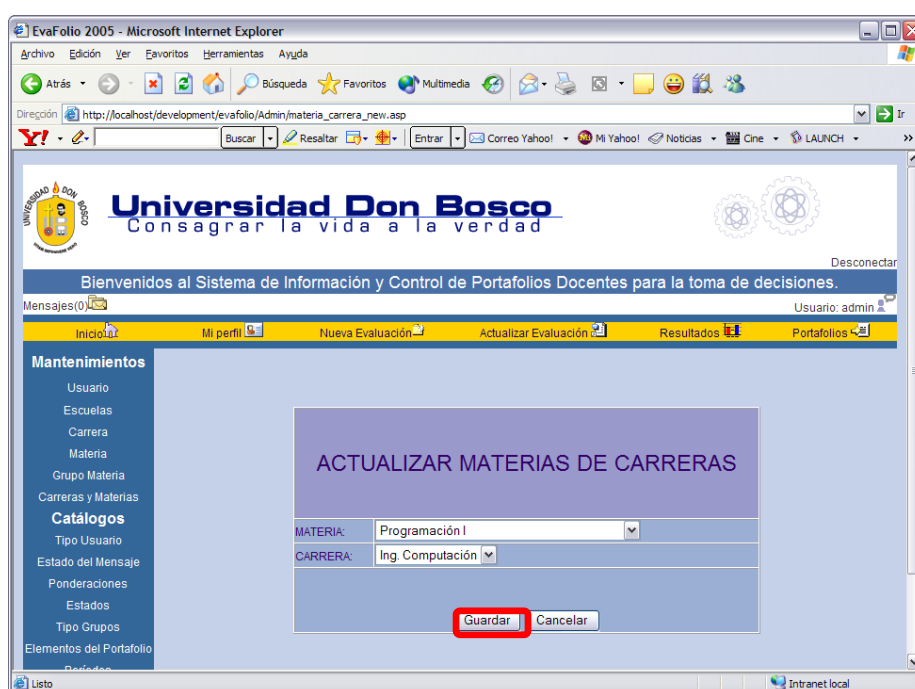 EvaFolio 2005 - Microsoft Internet Explorer
Archivo Edición Ver Favoritos Herramientas Ayuda
Atrás Búsqueda Favoritos Multimedia
Dirección http://localhost/development/evafolio/Admin/materia_carrera_new.asp Ir
Y! Buscar Resaltar Entrar Correo Yahoo! Mi Yahoo! Noticias Cine LAUNCH »
Universidad Don Bosco
Consagrar la vida a la verdad
Desconectar
Bienvenidos al Sistema de Información y Control de Portafolios Docentes para la toma de decisiones.
Mensajes(0) Usuario: admin
Inicio Mi perfil Nueva Evaluación Actualizar Evaluación Resultados Portafolios
Mantenimientos
Usuario
Escuelas
Carrera
Materia
Grupo Materia
Carreras y Materias
Catálogos
Tipo Usuario
Estado del Mensaje
Ponderaciones
Estados
Tipo Grupos
Elementos del Portafolio
Períodos
ACTUALIZAR MATERIAS DE CARRERAS
MATERIA: Programación I
CARRERA: Ing. Computación
Guardar Cancelar
Listo Intranet local